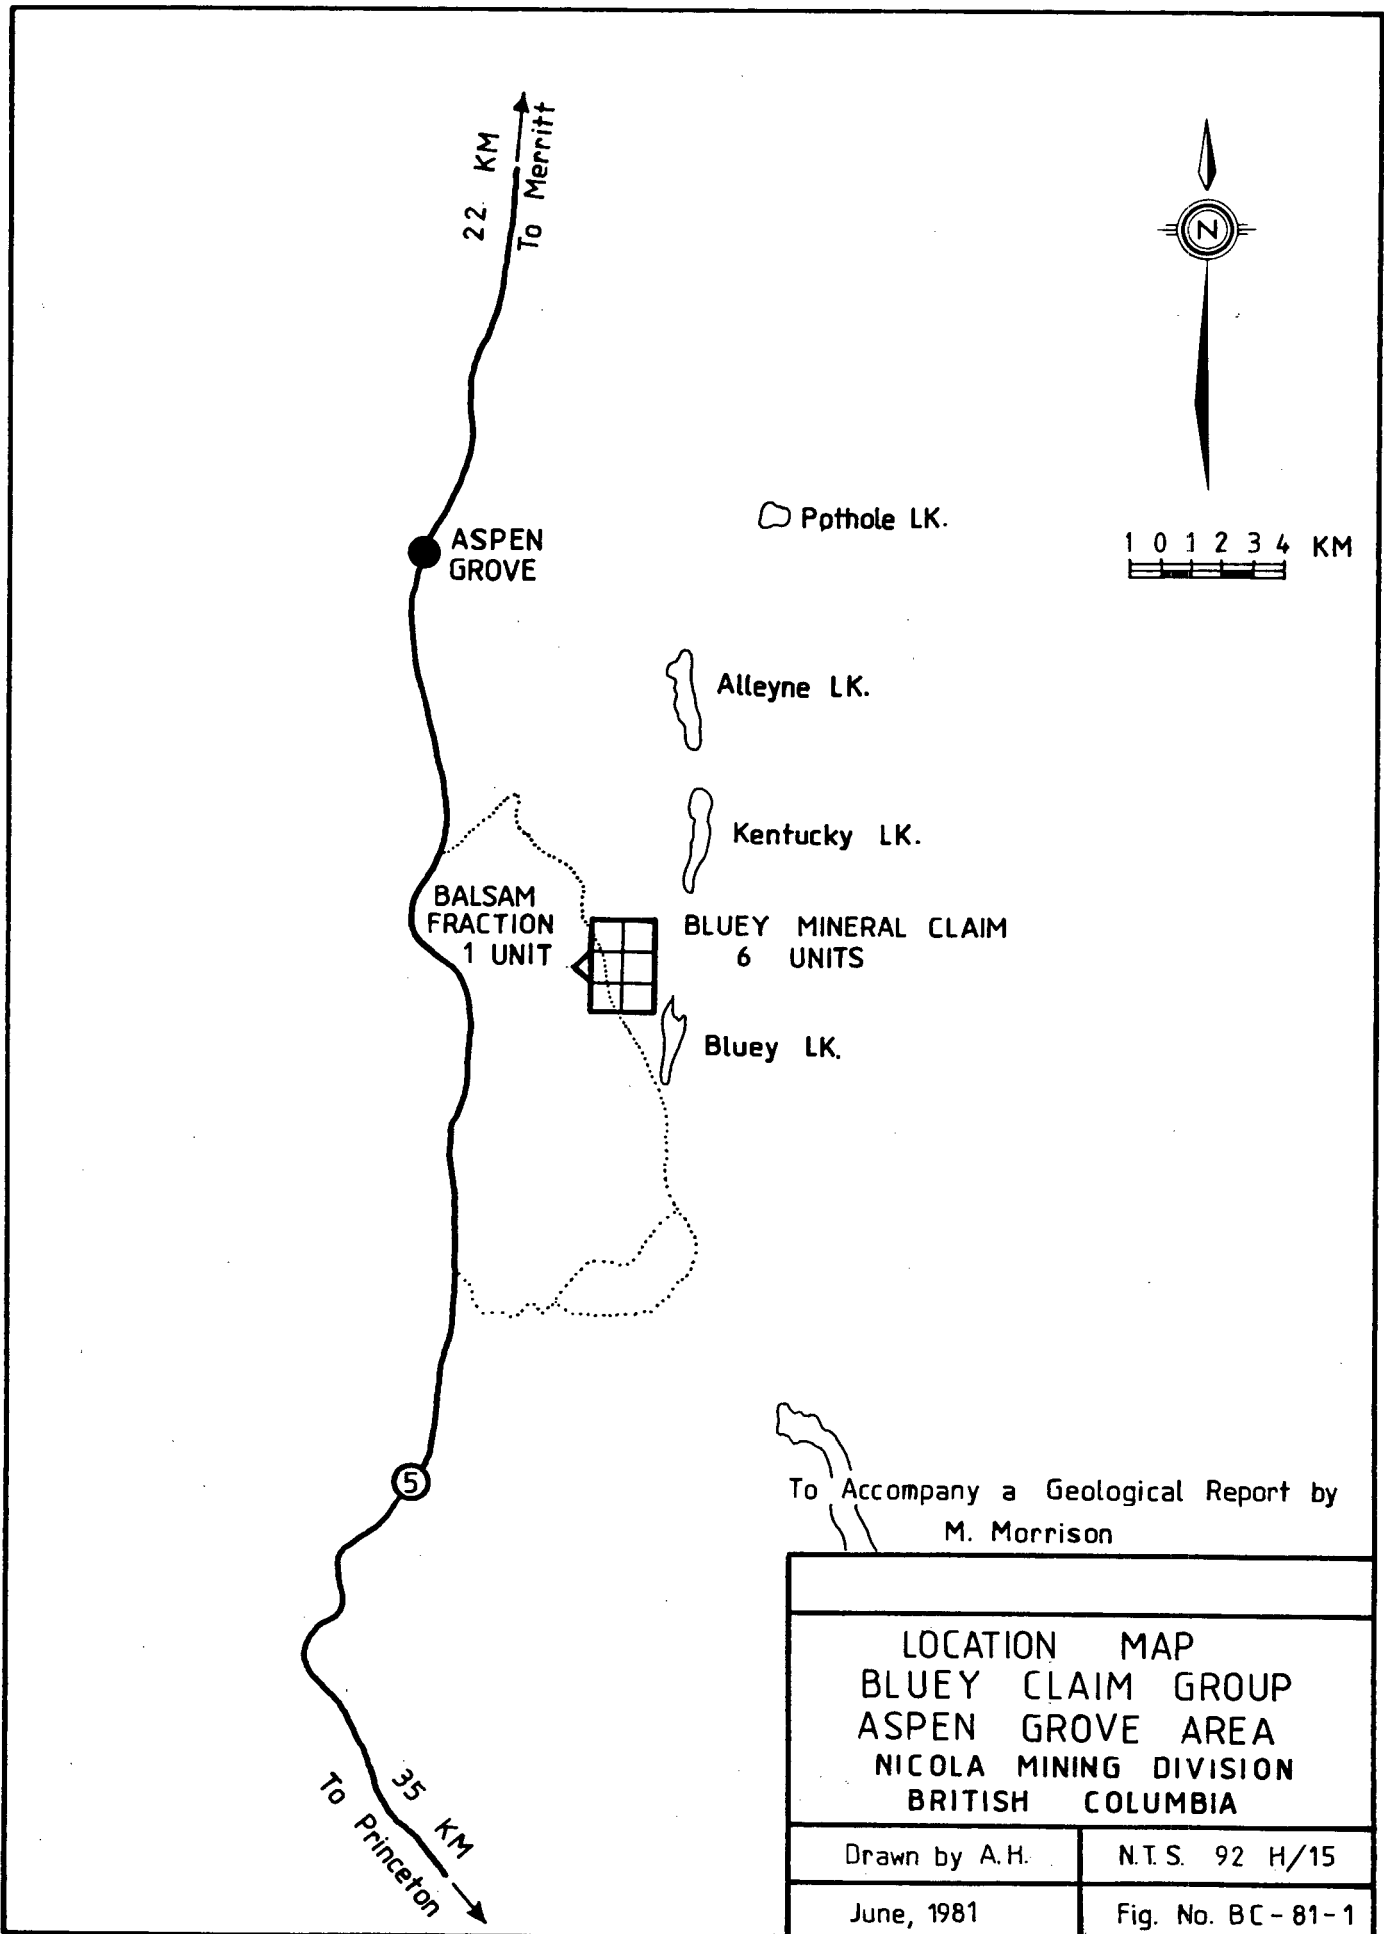 22 KM
To Merritt
N
ASPEN
GROVE
Pothole LK.
1 0 1 2 3 4 KM
Alleyne LK.
Kentucky LK.
BALSAM
FRACTION
1 UNIT
BLUEY MINERAL CLAIM
6 UNITS
Bluey LK.
5
To Accompany a Geological Report by
M. Morrison
35 KM
To Princeton
LOCATION MAP
BLUEY CLAIM GROUP
ASPEN GROVE AREA
NICOLA MINING DIVISION
BRITISH COLUMBIA
Drawn by A.H.
N.T.S. 92 H/15
June, 1981
Fig. No. BC-81-1